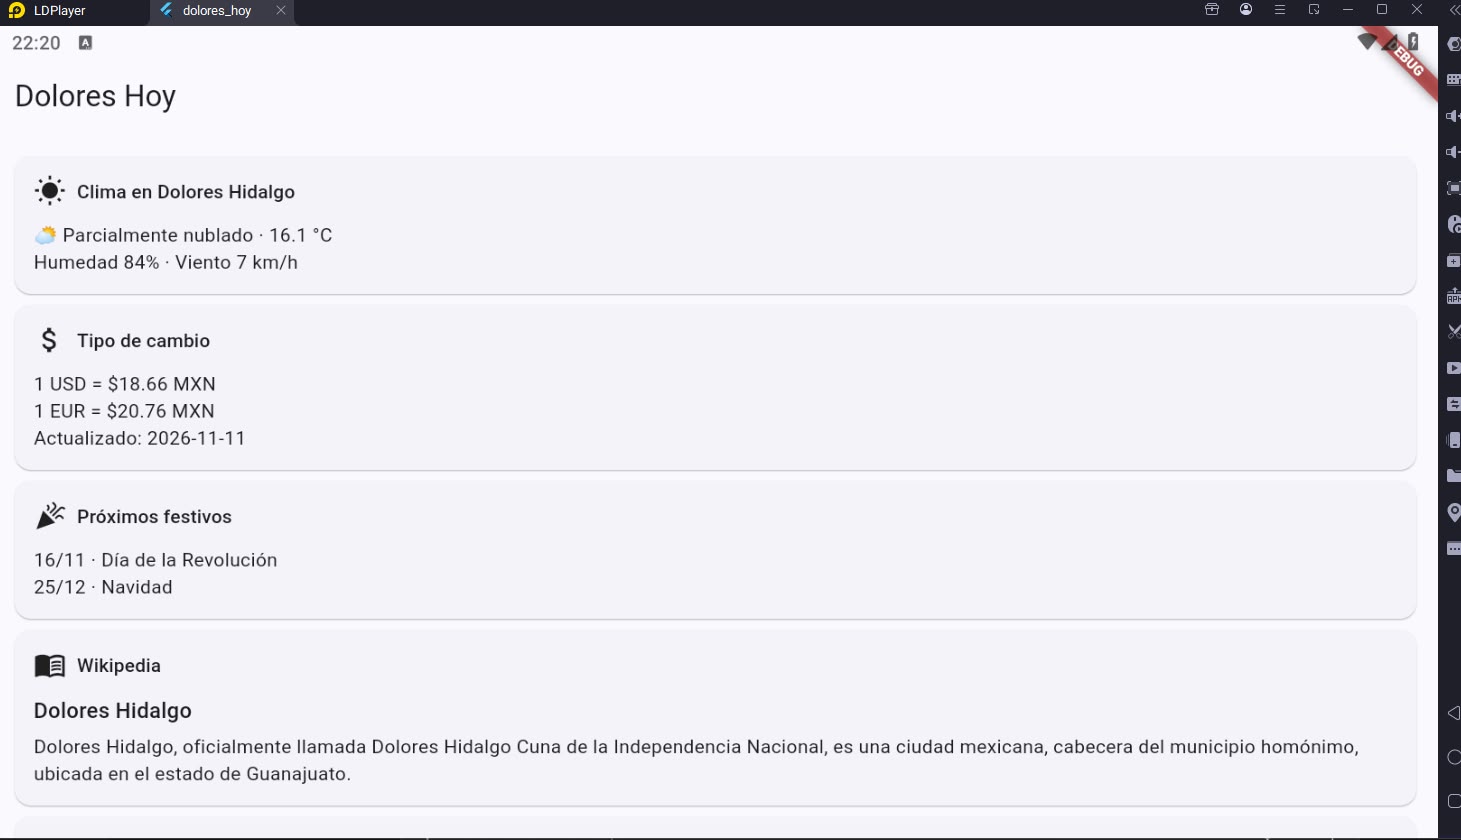 LDPlayer
dolores_hoy
22:20
A
DEBUG
Dolores Hoy
Clima en Dolores Hidalgo
Parcialmente nublado · 16.1 °C
Humedad 84% · Viento 7 km/h
Tipo de cambio
1 USD = $18.66 MXN
1 EUR = $20.76 MXN
Actualizado: 2026-11-11
Próximos festivos
16/11 · Día de la Revolución
25/12 · Navidad
Wikipedia
Dolores Hidalgo
Dolores Hidalgo, oficialmente llamada Dolores Hidalgo Cuna de la Independencia Nacional, es una ciudad mexicana, cabecera del municipio homónimo,
ubicada en el estado de Guanajuato.